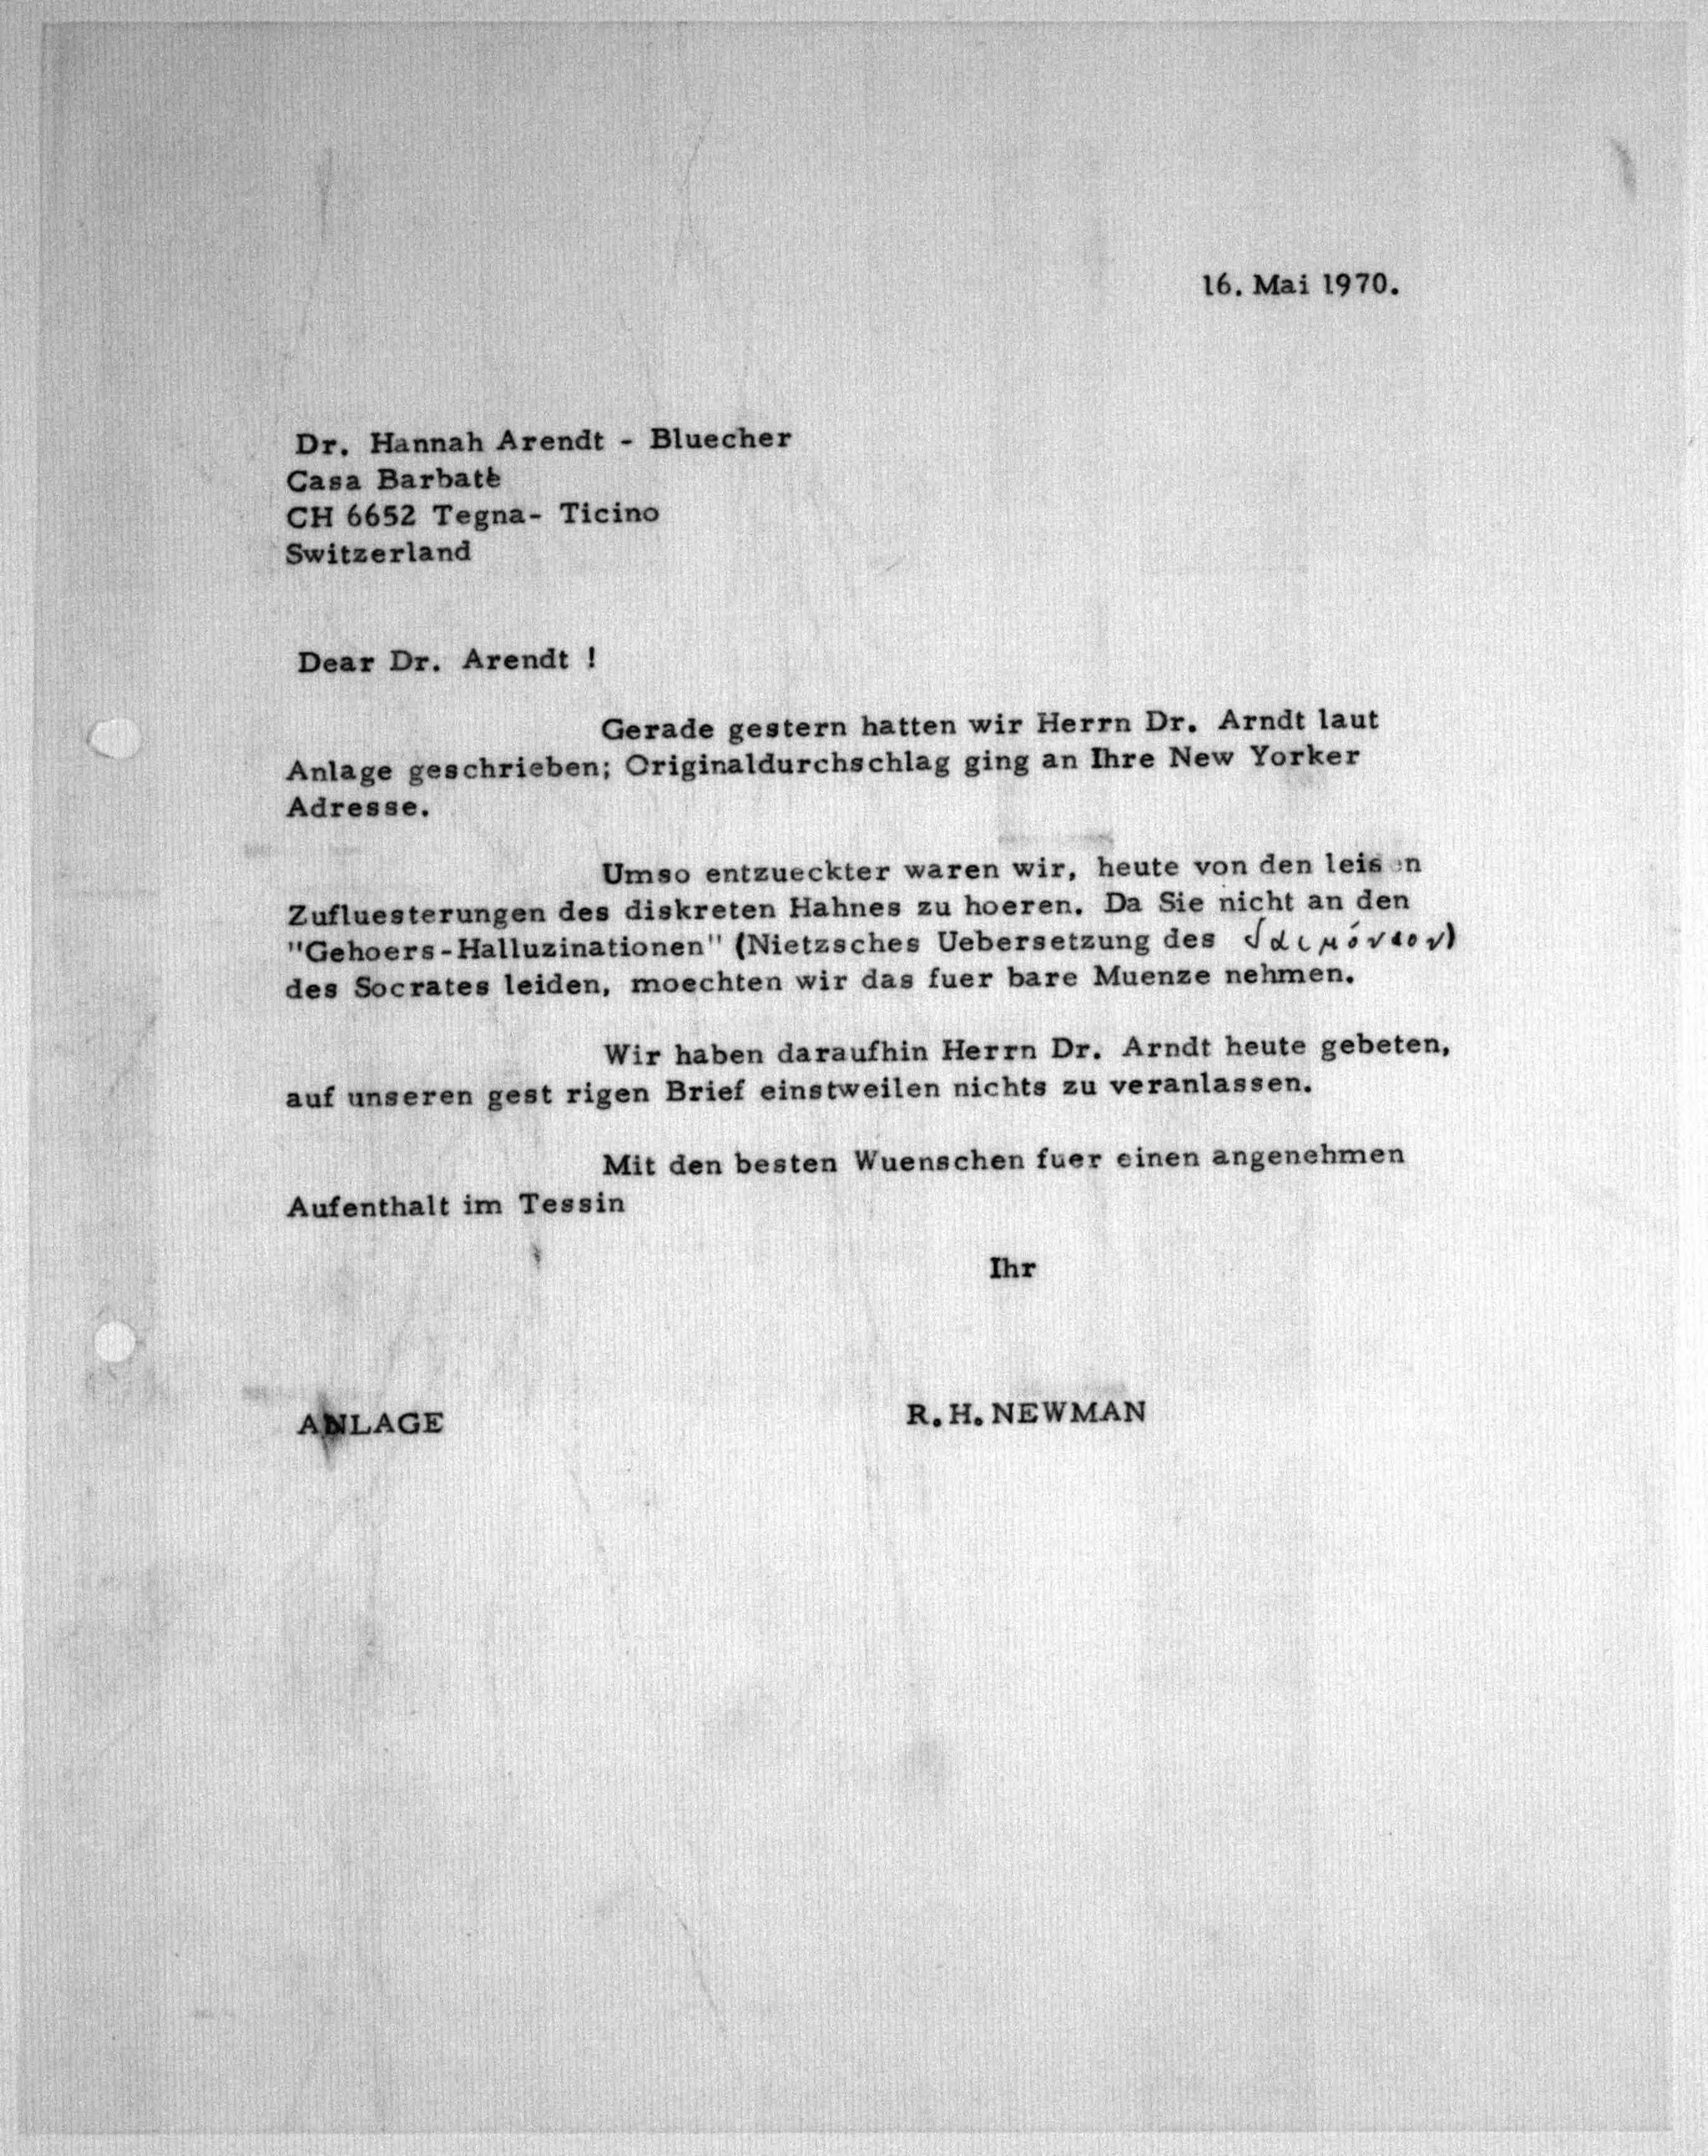 16. Mai 1970.
Dr. Hannah Arendt - Bluecher
Casa Barbatè
CH 6652 Tegna- Ticino
Switzerland
Dear Dr. Arendt !
Gerade gestern hatten wir Herrn Dr. Arndt laut
Anlage geschrieben; Originaldurchschlag ging an Ihre New Yorker
Adresse.
Umso entzueckter waren wir, heute von den leisen
Zufluesterungen des diskreten Hahnes zu hoeren. Da Sie nicht an den
"Gehoers-Halluzinationen" (Nietzsches Uebersetzung des δαιμόνιον)
des Socrates leiden, moechten wir das fuer bare Muenze nehmen.
Wir haben daraufhin Herrn Dr. Arndt heute gebeten,
auf unseren gest rigen Brief einstweilen nichts zu veranlassen.
Mit den besten Wuenschen fuer einen angenehmen
Aufenthalt im Tessin
Ihr
ANLAGE R.H. NEWMAN